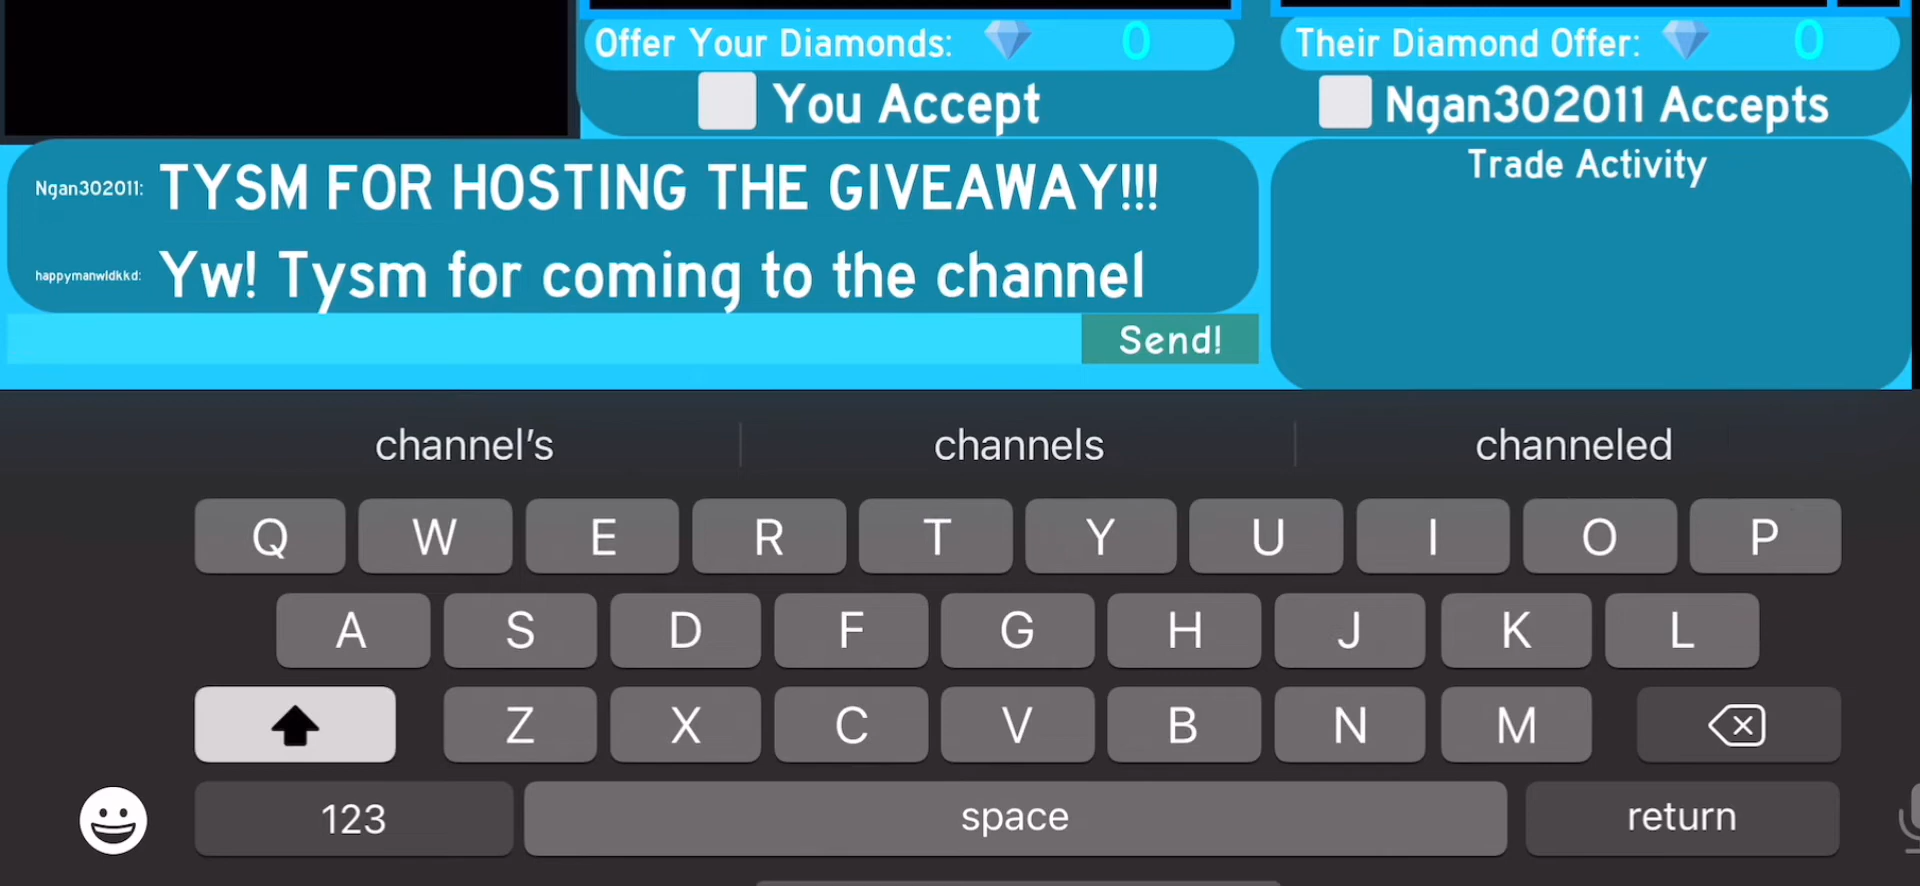 Offer Your Diamonds: 0
Their Diamond Offer: 0
You Accept
Ngan302011 Accepts
Ngan302011: TYSM FOR HOSTING THE GIVEAWAY!!!
happymanwldkkd: Yw! Tysm for coming to the channel
Send!
Trade Activity
channel's channels channeled
Q W E R T Y U I O P
A S D F G H J K L
Z X C V B N M
123 space return